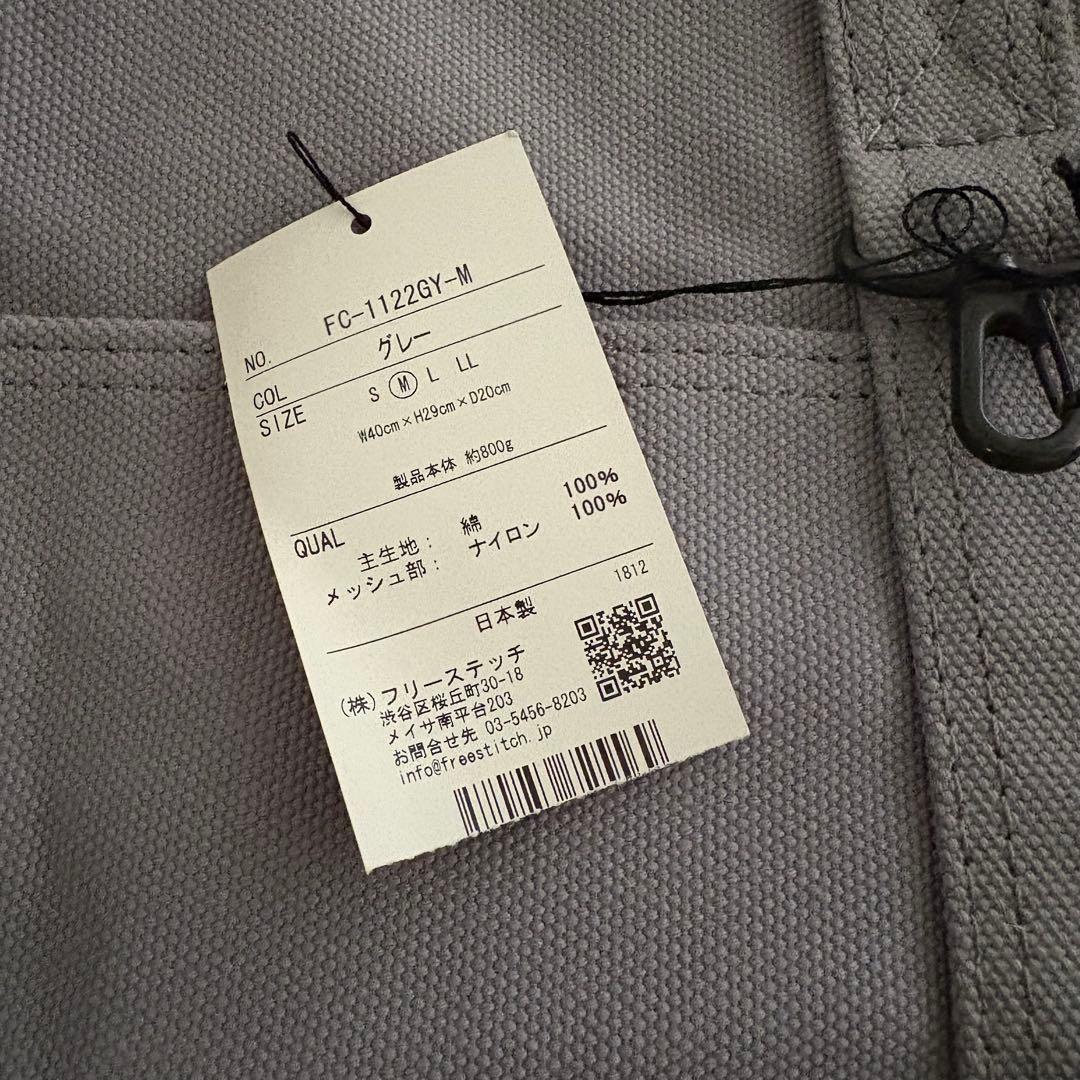 NO. FC-1122GY-M
COL グレー
SIZE S M L LL
W40cm×H29cm×D20cm
製品本体 約800g
QUAL
主生地： 綿 100%
メッシュ部： ナイロン 100%
1812
日本製
(株)フリーステッチ
渋谷区桜丘町30-18
メイサ南平台203
お問合せ先 03-5456-8203
info@freestitch.jp